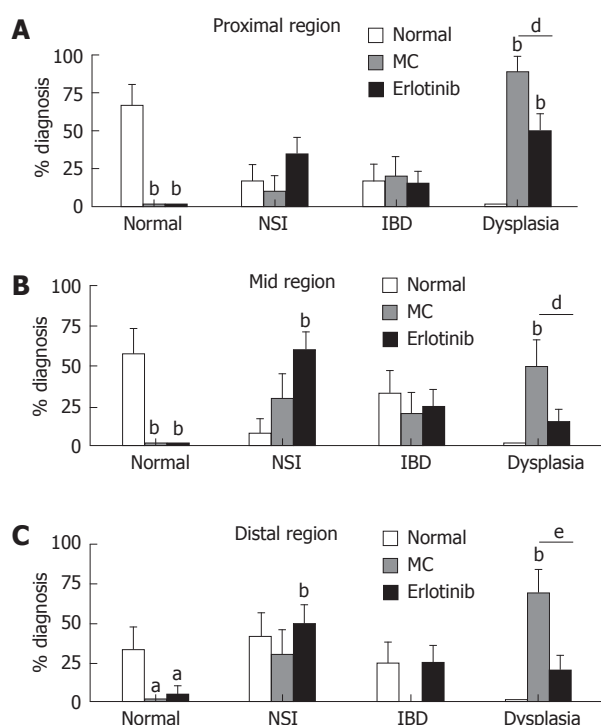 A
Proximal region
100
75
50
25
0
% diagnosis
Normal
MC
Erlotinib
b b
b
d
b
Normal
NSI
IBD
Dysplasia
B
Mid region
100
50
25
0
% diagnosis
Normal
MC
Erlotinib
b b
b
b
d
Normal
NSI
IBD
Dysplasia
C
Distal region
100
75
50
25
0
% diagnosis
Normal
MC
Erlotinib
a a
b
b
e
Normal
NSI
IBD
Dysplasia